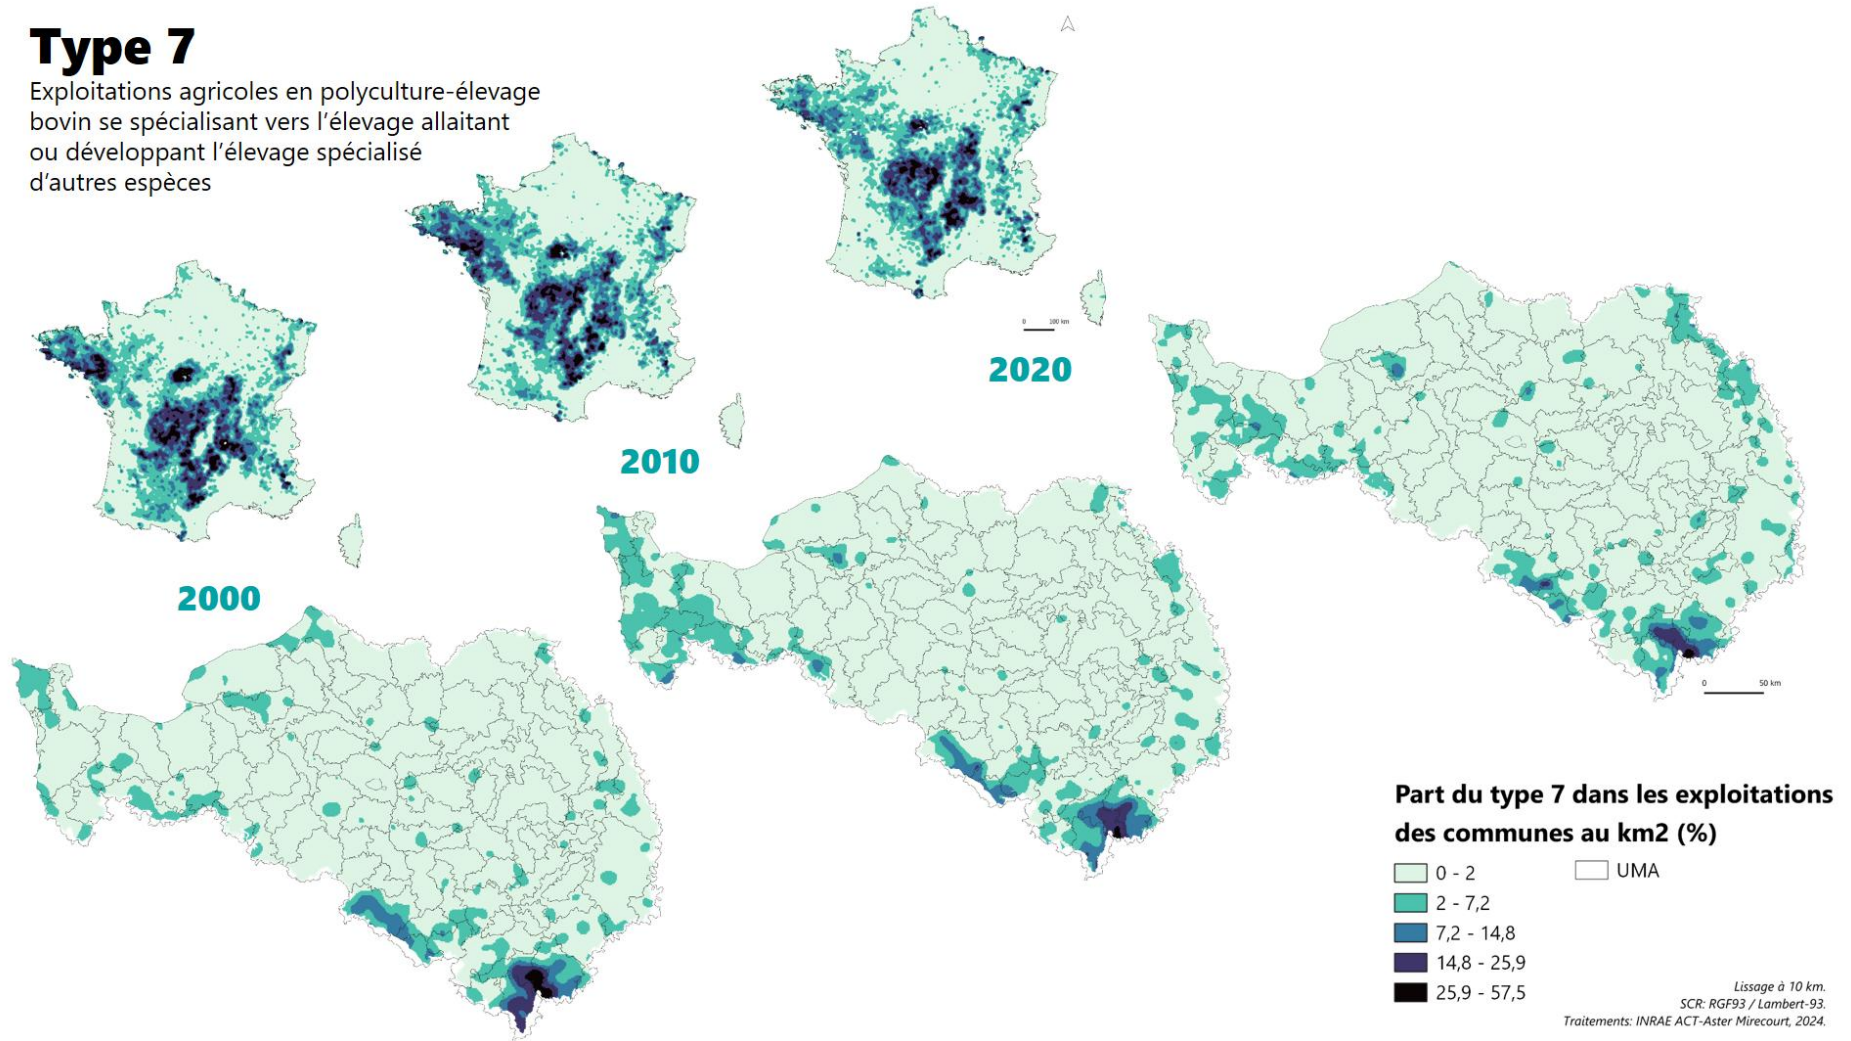 Type 7
Exploitations agricoles en polyculture-élevage
bovin se spécialisant vers l'élevage allaitant
ou développant l'élevage spécialisé
d'autres espèces
0 100 km
2020
2010
2000
0 50 km
Part du type 7 dans les exploitations
des communes au km2 (%)
0 - 2
UMA
2 - 7,2
7,2 - 14,8
14,8 - 25,9
25,9 - 57,5
Lissage à 10 km.
SCR: RGF93 / Lambert-93.
Traitements: INRAE ACT-Aster Mirecourt, 2024.